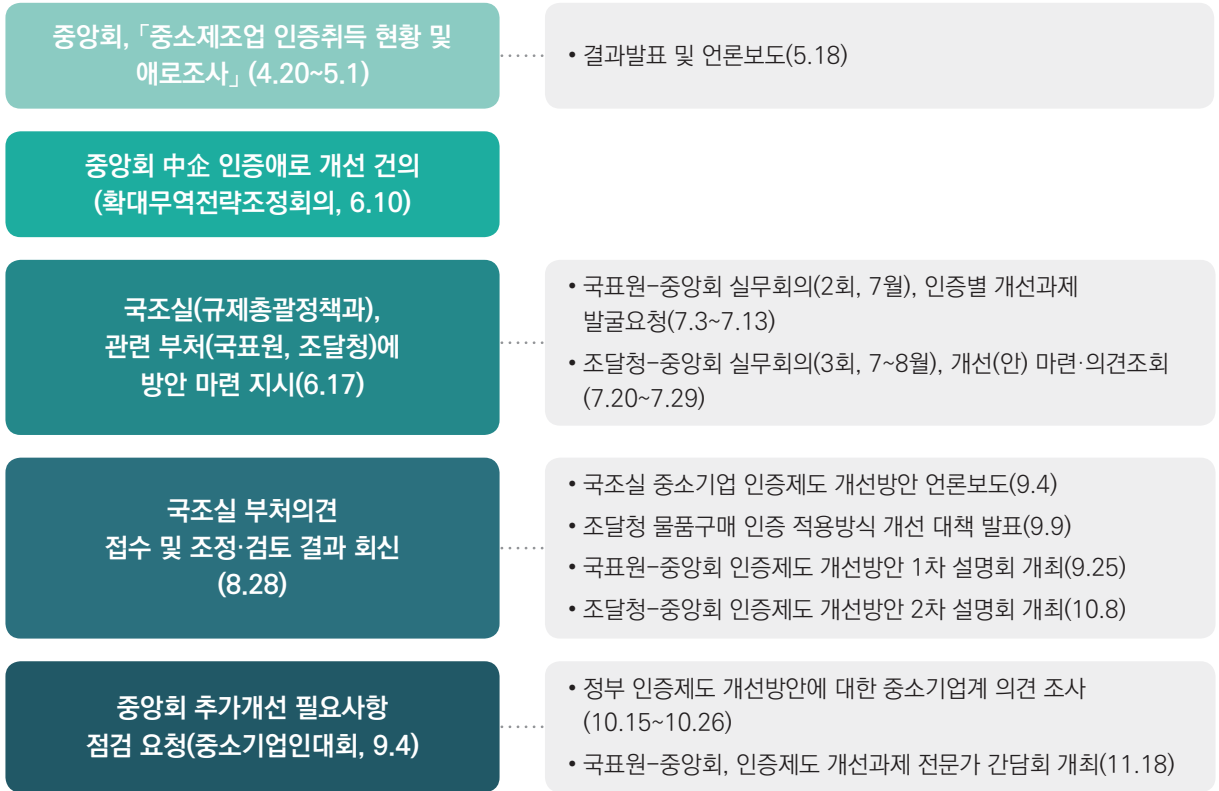 중앙회, 「중소제조업 인증취득 현황 및
애로조사」 (4.20~5.1)
• 결과발표 및 언론보도(5.18)
중앙회 中企 인증애로 개선 건의
(확대무역전략조정회의, 6.10)
국조실(규제총괄정책과),
관련 부처(국표원, 조달청)에
방안 마련 지시(6.17)
• 국표원-중앙회 실무회의(2회, 7월), 인증별 개선과제
발굴요청(7.3~7.13)
• 조달청-중앙회 실무회의(3회, 7~8월), 개선(안) 마련·의견조회
(7.20~7.29)
국조실 부처의견
접수 및 조정·검토 결과 회신
(8.28)
• 국조실 중소기업 인증제도 개선방안 언론보도(9.4)
• 조달청 물품구매 인증 적용방식 개선 대책 발표(9.9)
• 국표원-중앙회 인증제도 개선방안 1차 설명회 개최(9.25)
• 조달청-중앙회 인증제도 개선방안 2차 설명회 개최(10.8)
중앙회 추가개선 필요사항
점검 요청(중소기업인대회, 9.4)
• 정부 인증제도 개선방안에 대한 중소기업계 의견 조사
(10.15~10.26)
• 국표원-중앙회, 인증제도 개선과제 전문가 간담회 개최(11.18)